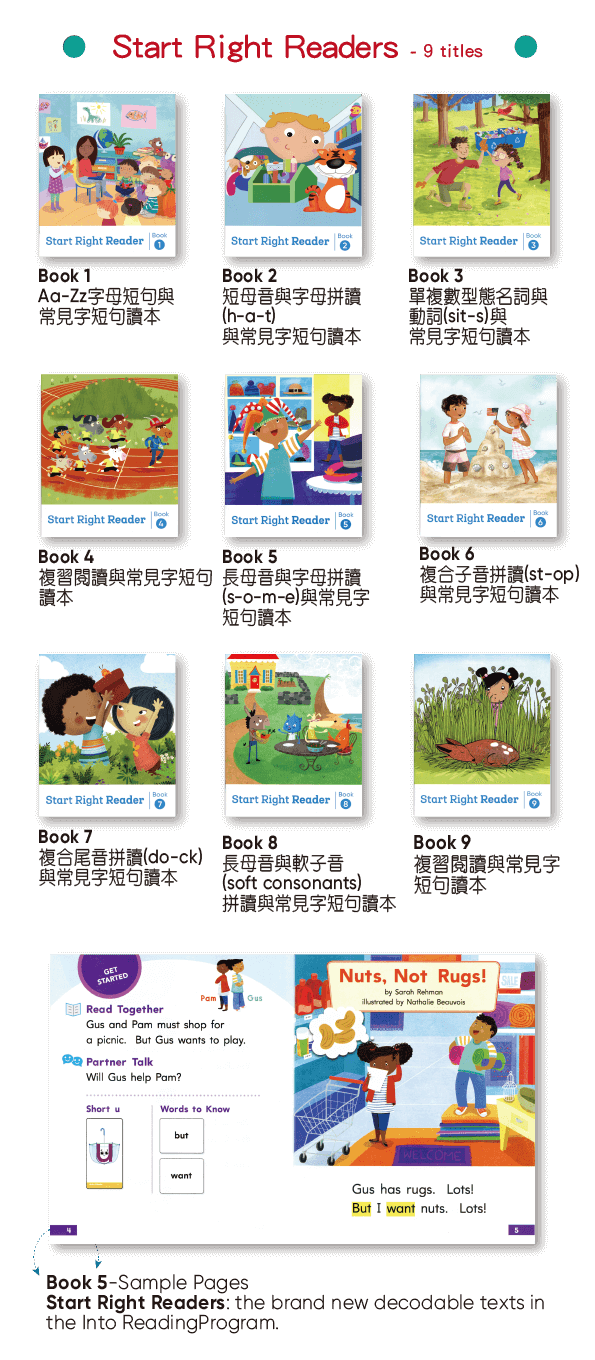 Start Right Readers - 9 titles
Start Right Reader Book 1
Start Right Reader Book 2
Start Right Reader Book 3
Book 1
Aa-Zz字母短句與
常見字短句讀本
Book 2
短母音與字母拼讀
(h-a-t)
與常見字短句讀本
Book 3
單複數型態名詞與
動詞(sit-s)與
常見字短句讀本
Start Right Reader Book 4
Start Right Reader Book 5
Start Right Reader Book 6
Book 4
複習閱讀與常見字短句
讀本
Book 5
長母音與字母拼讀
(s-o-m-e)與常見字
短句讀本
Book 6
複合子音拼讀(st-op)
與常見字短句讀本
Start Right Reader Book 7
Start Right Reader Book 8
Start Right Reader Book 9
Book 7
複合尾音拼讀(do-ck)
與常見字短句讀本
Book 8
長母音與軟子音
(soft consonants)
拼讀與常見字短句讀本
Book 9
複習閱讀與常見字
短句讀本
GET
STARTED
Pam
Gus
Read Together
Gus and Pam must shop for
a picnic. But Gus wants to play.
Partner Talk
Will Gus help Pam?
Short u
Words to Know
but
want
4
Nuts, Not Rugs!
by Sarah Rehman
illustrated by Nathalie Beauvois
SALE
WELCOME
Gus has rugs. Lots!
But I want nuts. Lots!
5
Book 5-Sample Pages
Start Right Readers: the brand new decodable texts in
the Into ReadingProgram.